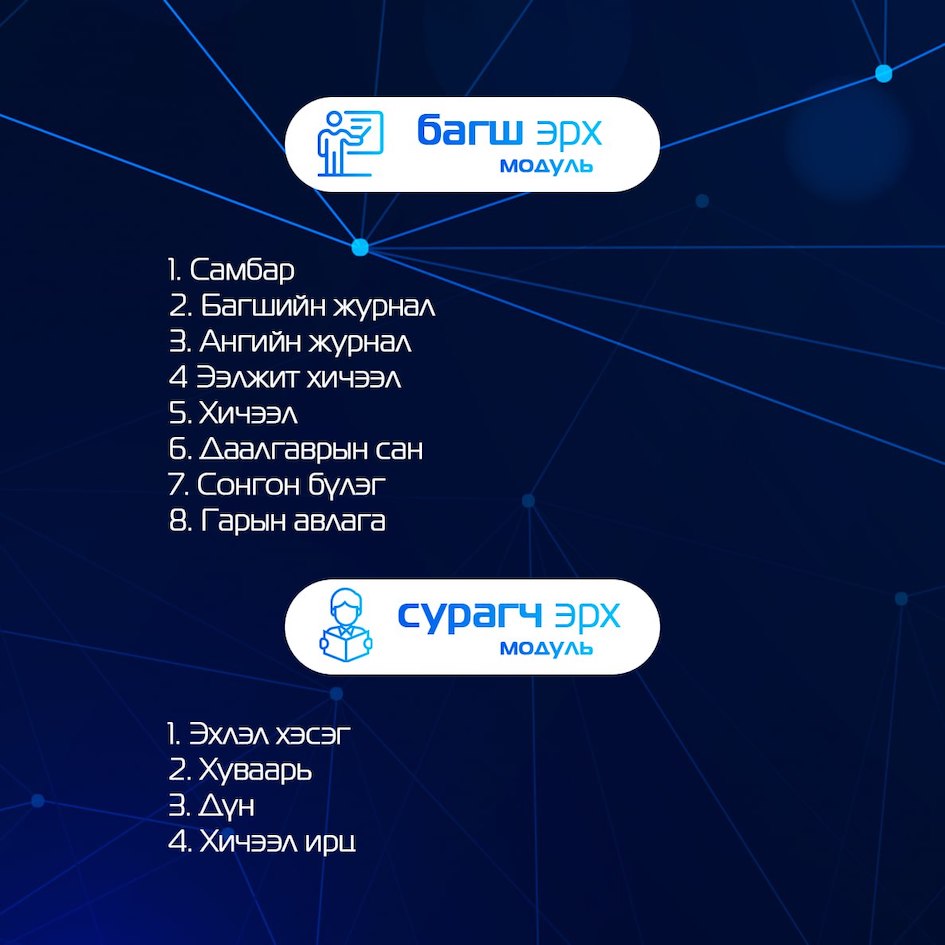 багш эрх
модуль
1. Самбар
2. Багшийн журнал
3. Ангийн журнал
4 Ээлжит хичээл
5. Хичээл
6. Даалгаврын сан
7. Сонгон бүлэг
8. Гарын авлага
сурагч эрх
модуль
1. Эхлэл хэсэг
2. Хуваарь
3. Дүн
4. Хичээл ирц